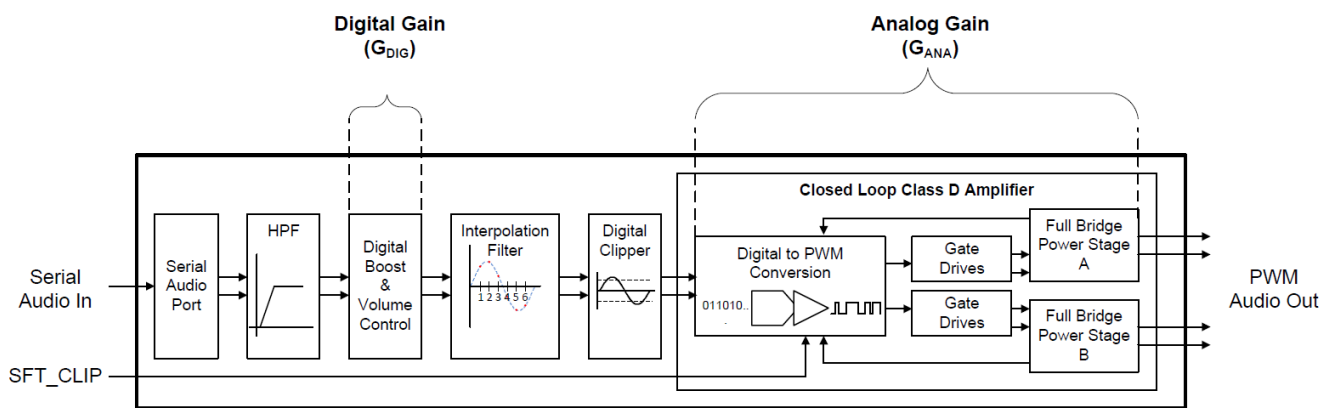 Digital Gain
(GDIG)
Analog Gain
(GANA)
Closed Loop Class D Amplifier
Serial
Audio In
Serial
Audio
Port
HPF
Digital
Boost
&
Volume
Control
Interpolation
Filter
1 2 3 4 5 6
Digital
Clipper
Digital to PWM
Conversion
011010..
.
Gate
Drives
Gate
Drives
Full Bridge
Power Stage
A
Full Bridge
Power Stage
B
PWM
Audio Out
SFT_CLIP